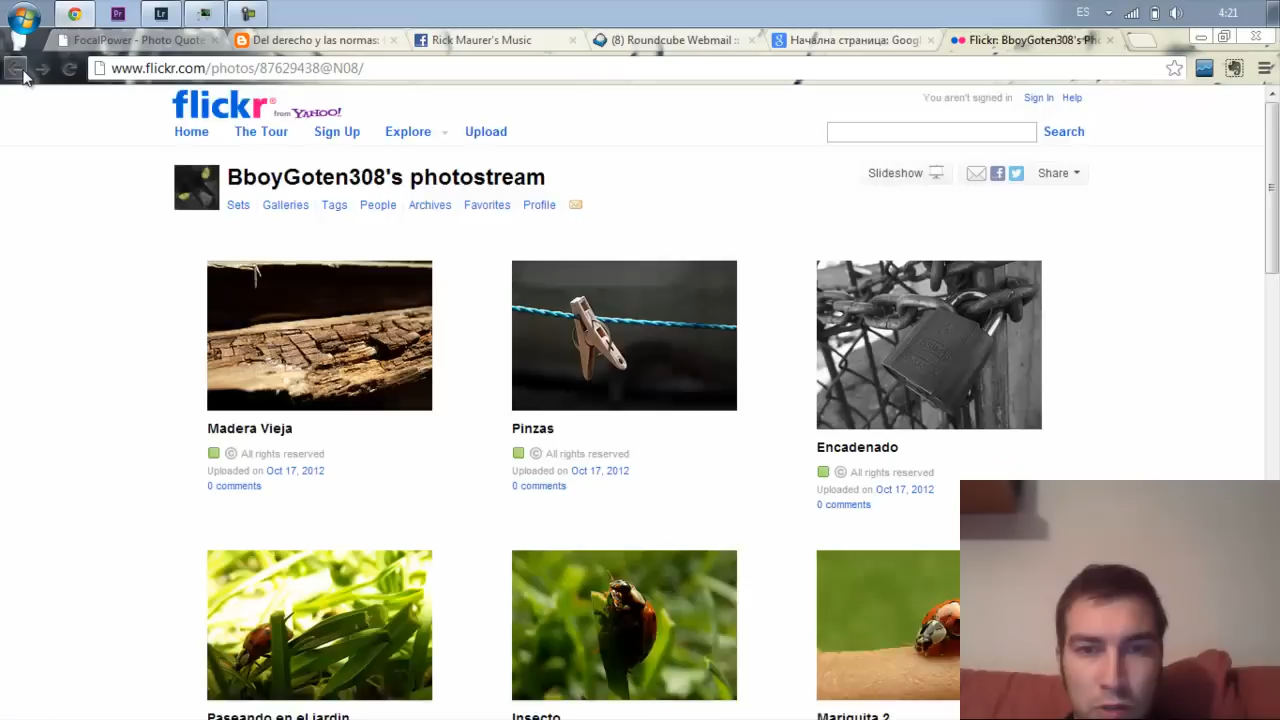 ES 4:21
FocalPower - Photo Quote
Del derecho y las normas:
Rick Maurer's Music
(8) Roundcube Webmail ::
Начална страница: Googl
Flickr: BboyGoten308's Ph
www.flickr.com/photos/87629438@N08/
flickr from YAHOO!
You aren't signed in Sign In Help
Home The Tour Sign Up Explore Upload
Search
BboyGoten308's photostream
Slideshow
Share
Sets Galleries Tags People Archives Favorites Profile
Madera Vieja
All rights reserved
Uploaded on Oct 17, 2012
0 comments
Pinzas
All rights reserved
Uploaded on Oct 17, 2012
0 comments
Encadenado
All rights reserved
Uploaded on Oct 17, 2012
0 comments
Paseando en el jardin
Insecto
Mariquita 2